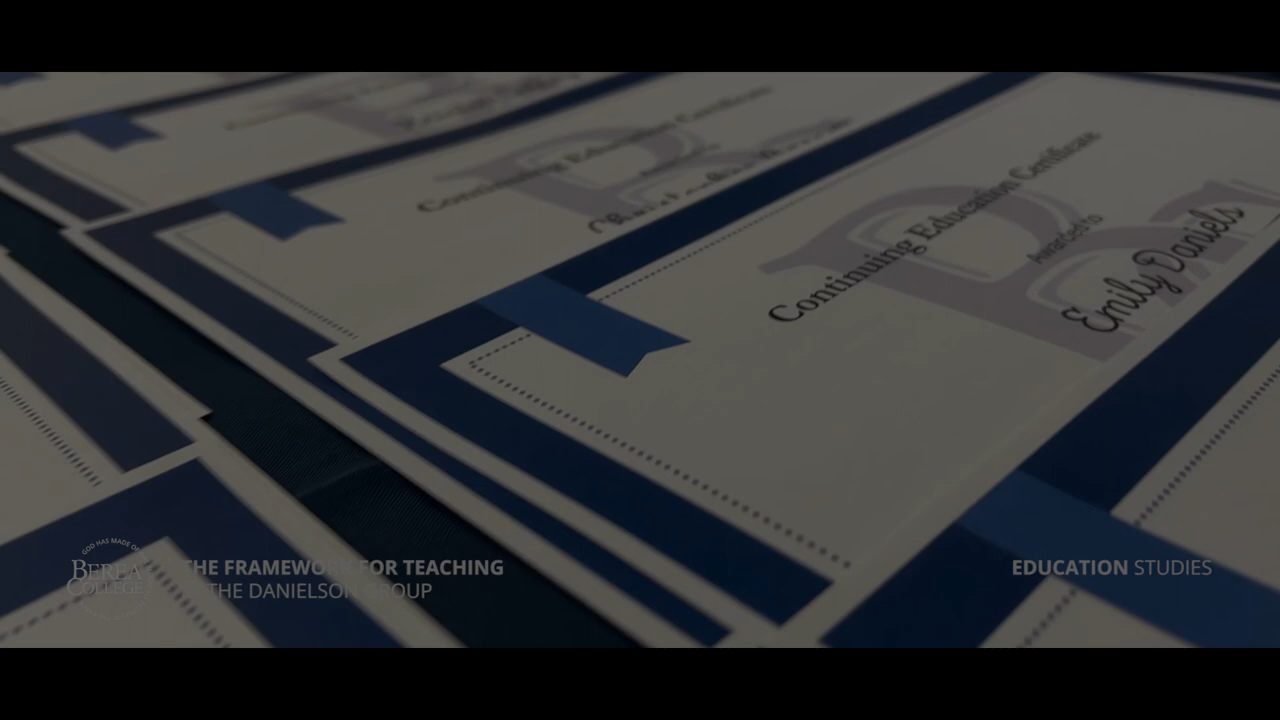 Continuing Education Certificate
Continuing Education Certificate
Awarded to
Emily Daniels
GOD HAS MADE OF
BEREA
COLLEGE
THE FRAMEWORK FOR TEACHING
THE DANIELSON GROUP
EDUCATION STUDIES